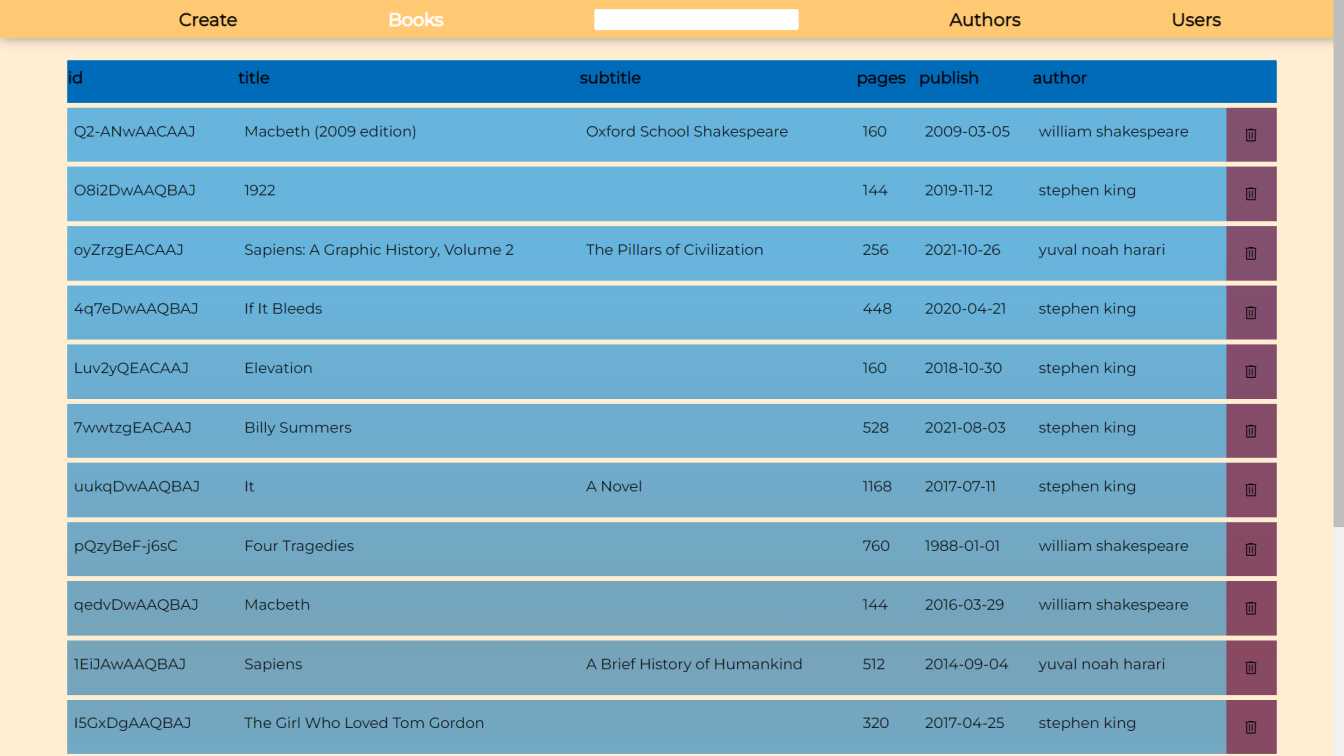 Create Books Authors Users
id title subtitle pages publish author
Q2-ANwAACAAJ Macbeth (2009 edition) Oxford School Shakespeare 160 2009-03-05 william shakespeare
O8i2DwAAQBAJ 1922 144 2019-11-12 stephen king
oyZrzgEACAAJ Sapiens: A Graphic History, Volume 2 The Pillars of Civilization 256 2021-10-26 yuval noah harari
4q7eDwAAQBAJ If It Bleeds 448 2020-04-21 stephen king
Luv2yQEACAAJ Elevation 160 2018-10-30 stephen king
7wwtzgEACAAJ Billy Summers 528 2021-08-03 stephen king
uukqDwAAQBAJ It A Novel 1168 2017-07-11 stephen king
pQzyBeF-j6sC Four Tragedies 760 1988-01-01 william shakespeare
qedvDwAAQBAJ Macbeth 144 2016-03-29 william shakespeare
1EiJAwAAQBAJ Sapiens A Brief History of Humankind 512 2014-09-04 yuval noah harari
I5GxDgAAQBAJ The Girl Who Loved Tom Gordon 320 2017-04-25 stephen king